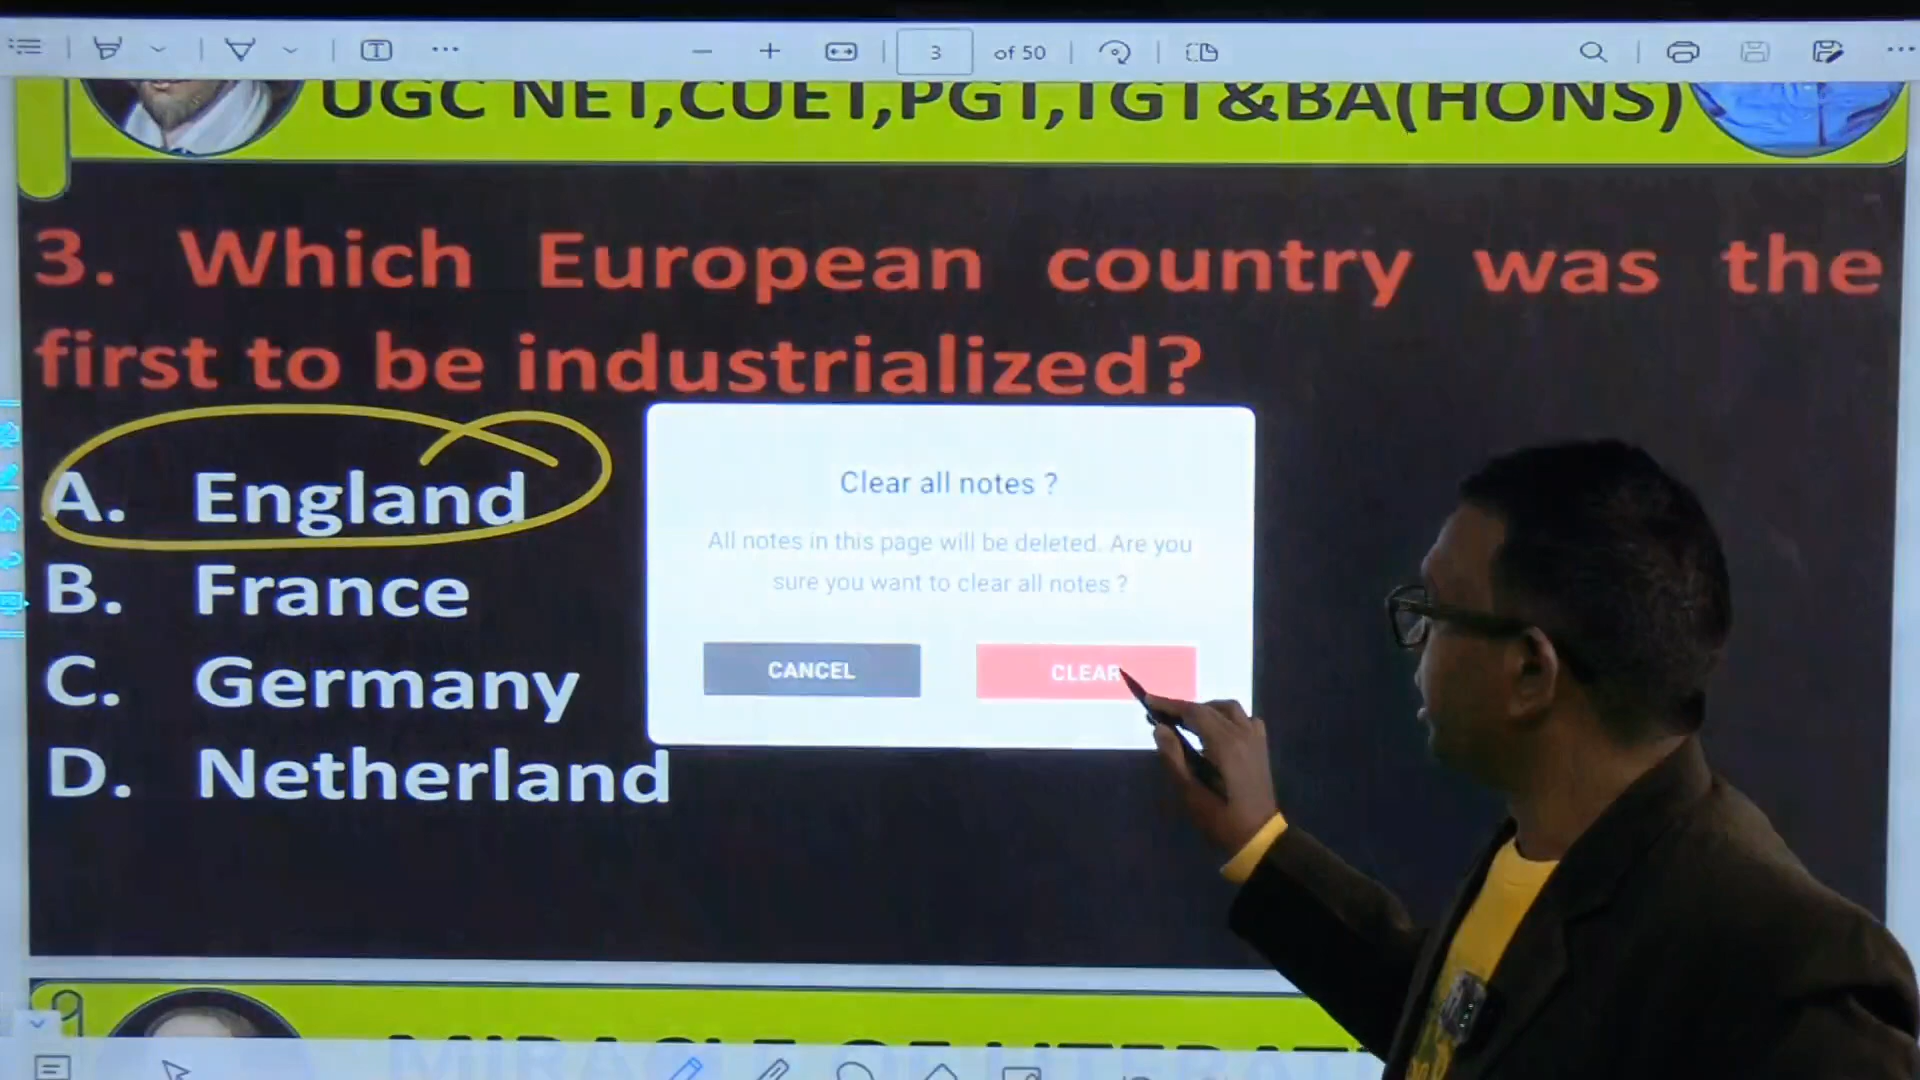 3
of 50
UGC NET,CUET,PGT,TGT&BA(HONS)
3. Which European country was the
first to be industrialized?
A. England
B. France
C. Germany
D. Netherland
Clear all notes ?
All notes in this page will be deleted. Are you
sure you want to clear all notes ?
CANCEL
CLEAR